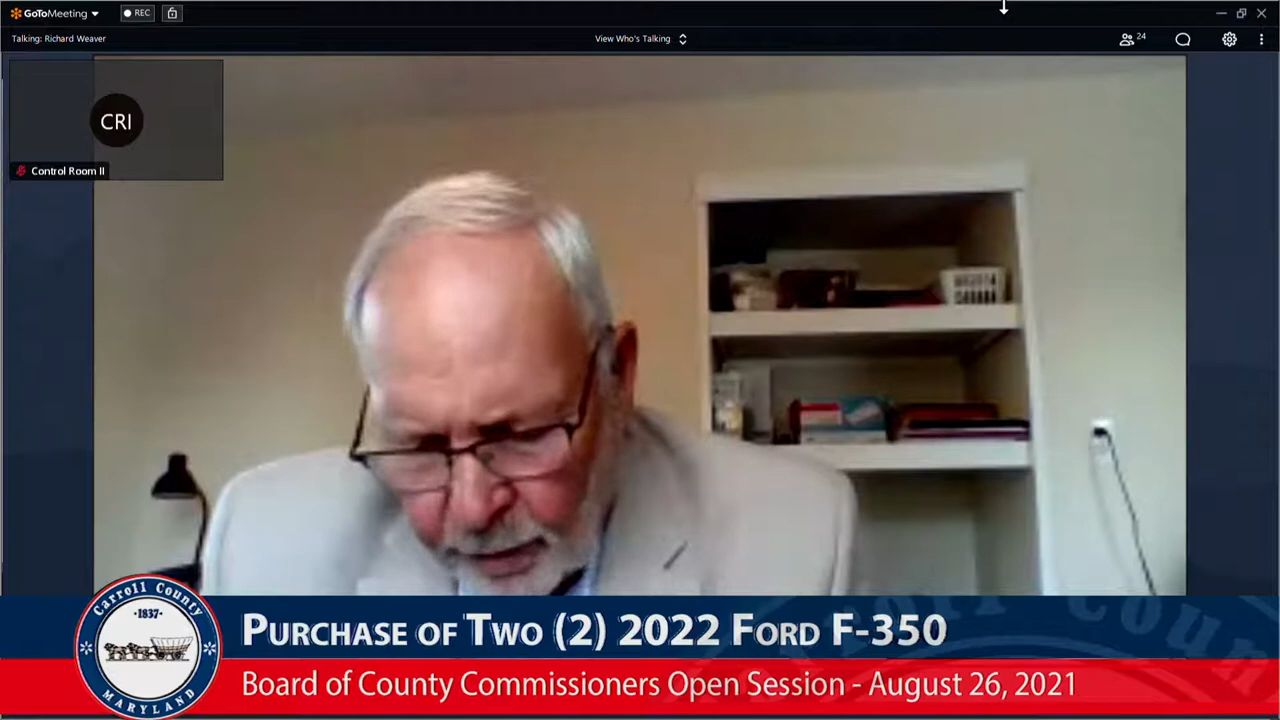 GoToMeeting
REC
Talking: Richard Weaver
View Who's Talking
24
CRI
Control Room II
Carroll County
·1837·
MARYLAND
Purchase of Two (2) 2022 Ford F-350
Board of County Commissioners Open Session - August 26, 2021